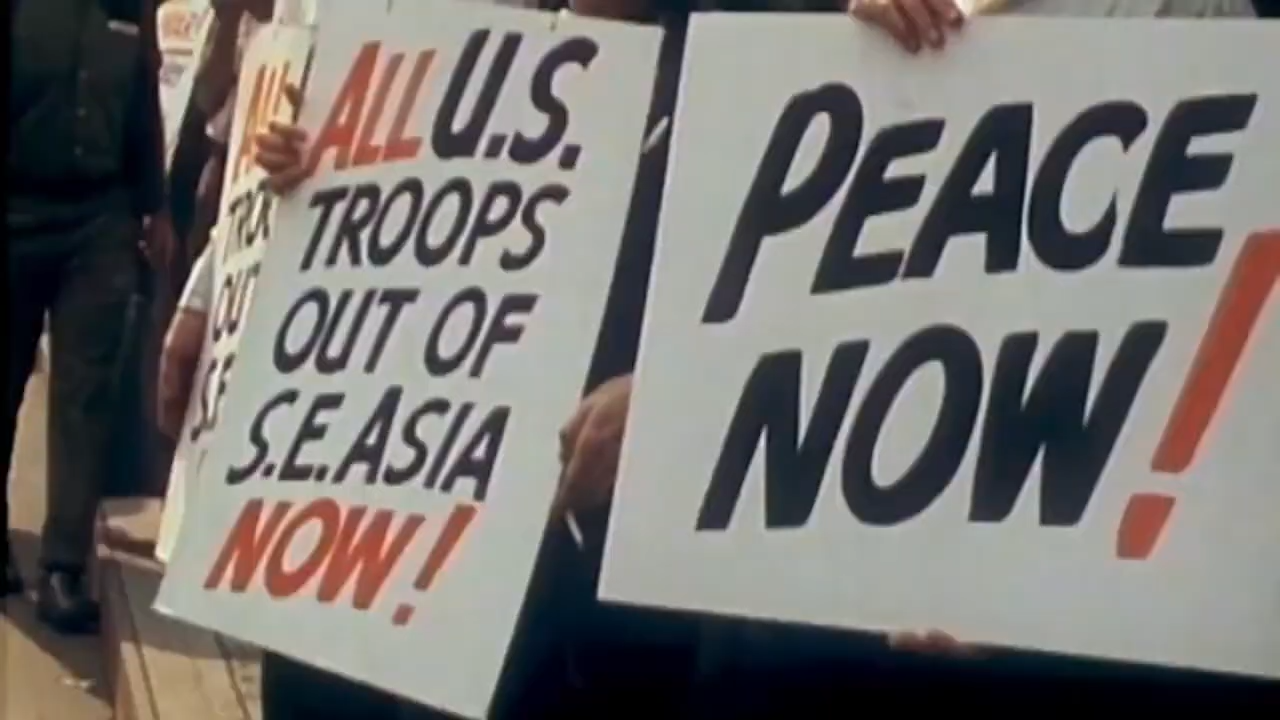 ALL U.S.
TROOPS
OUT OF
S.E. ASIA
NOW!
PEACE
NOW!